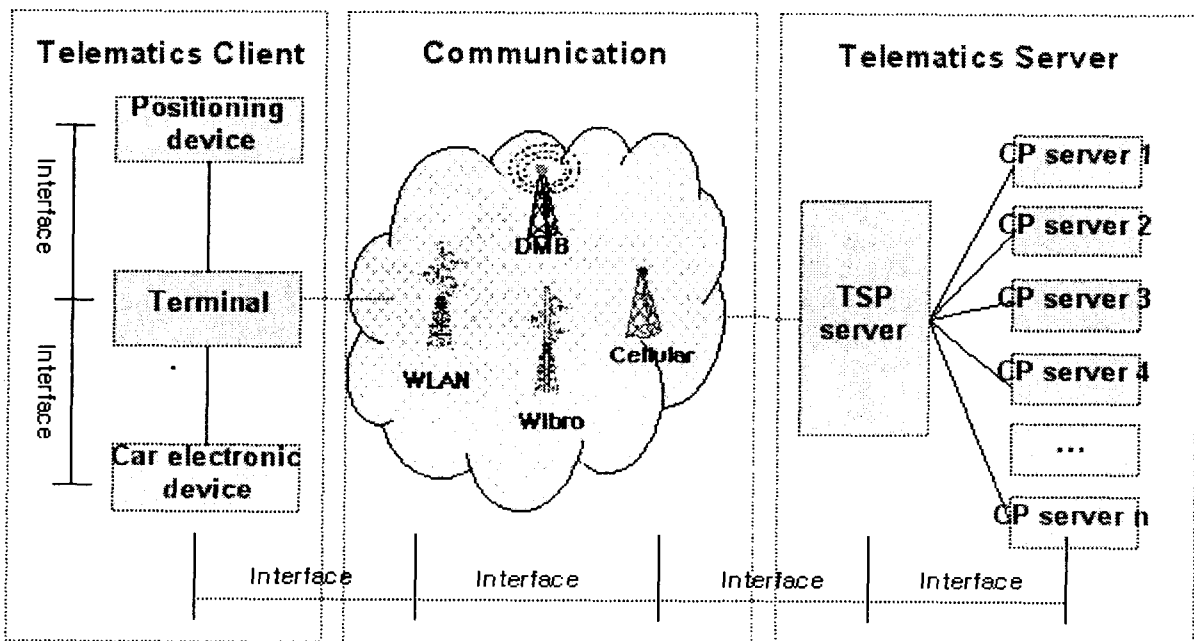 Telematics Client
Positioning
device
Interface
Terminal
Interface
Car electronic
device
Communication
DMB
WLAN
Cellular
Wibro
Telematics Server
TSP
server
CP server 1
CP server 2
CP server 3
CP server 4
...
CP server n
Interface
Interface
Interface
Interface